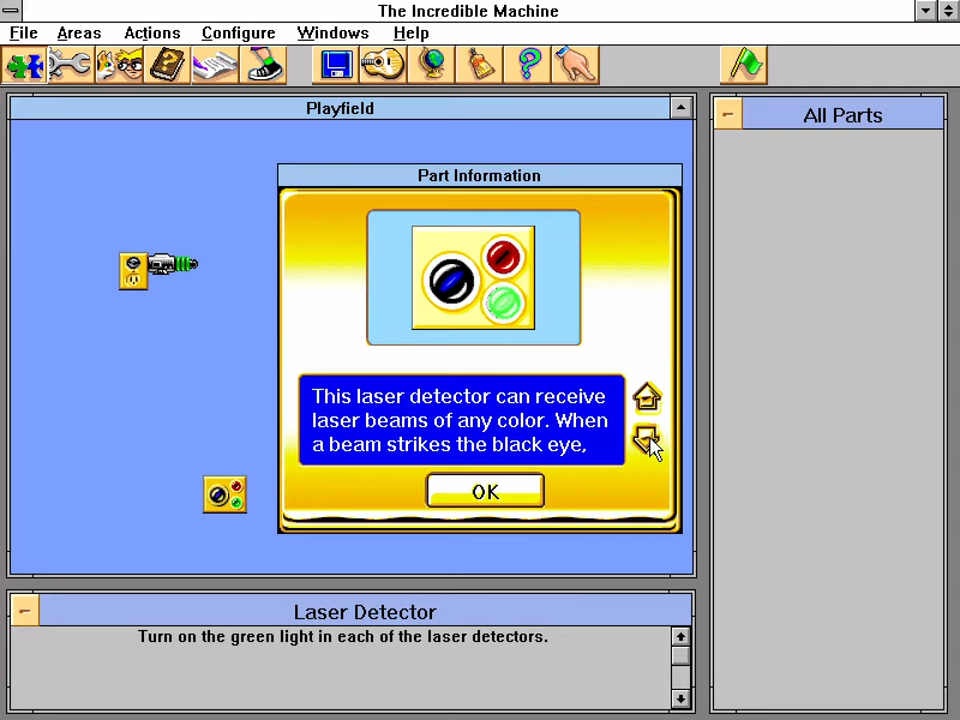 The Incredible Machine
File Areas Actions Configure Windows Help
Playfield
All Parts
Part Information
This laser detector can receive
laser beams of any color. When
a beam strikes the black eye,
OK
Laser Detector
Turn on the green light in each of the laser detectors.